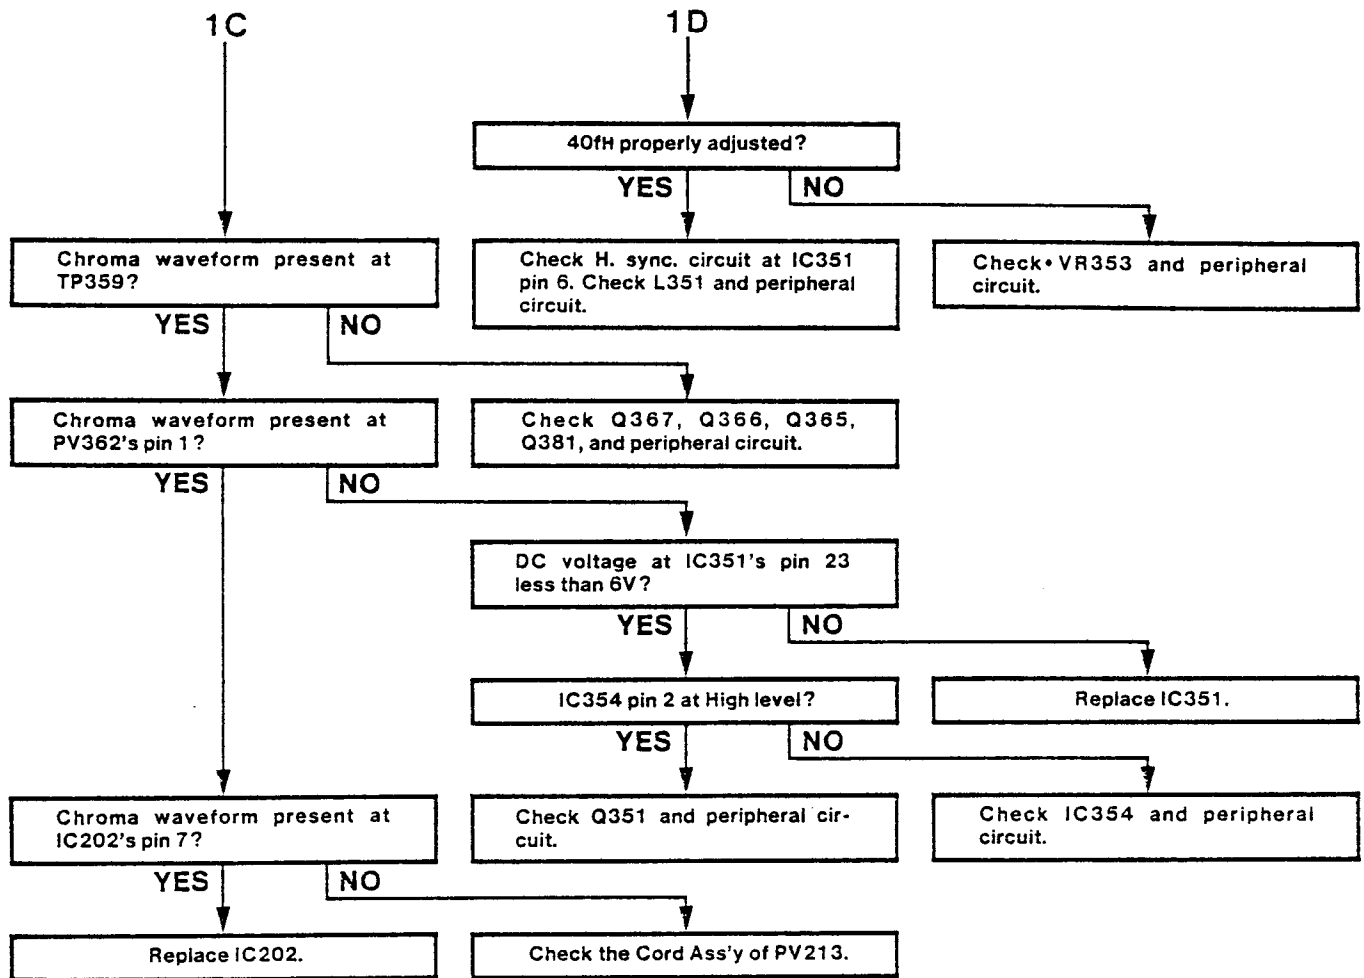 1C
1D
40fH properly adjusted?
YES
NO
Chroma waveform present at
TP359?
Check H. sync. circuit at IC351
pin 6. Check L351 and peripheral
circuit.
Check•VR353 and peripheral
circuit.
YES
NO
Chroma waveform present at
PV362's pin 1?
Check Q367, Q366, Q365,
Q381, and peripheral circuit.
YES
NO
DC voltage at IC351's pin 23
less than 6V?
YES
NO
IC354 pin 2 at High level?
Replace IC351.
YES
NO
Chroma waveform present at
IC202's pin 7?
Check Q351 and peripheral cir-
cuit.
Check IC354 and peripheral
circuit.
YES
NO
Replace IC202.
Check the Cord Ass'y of PV213.